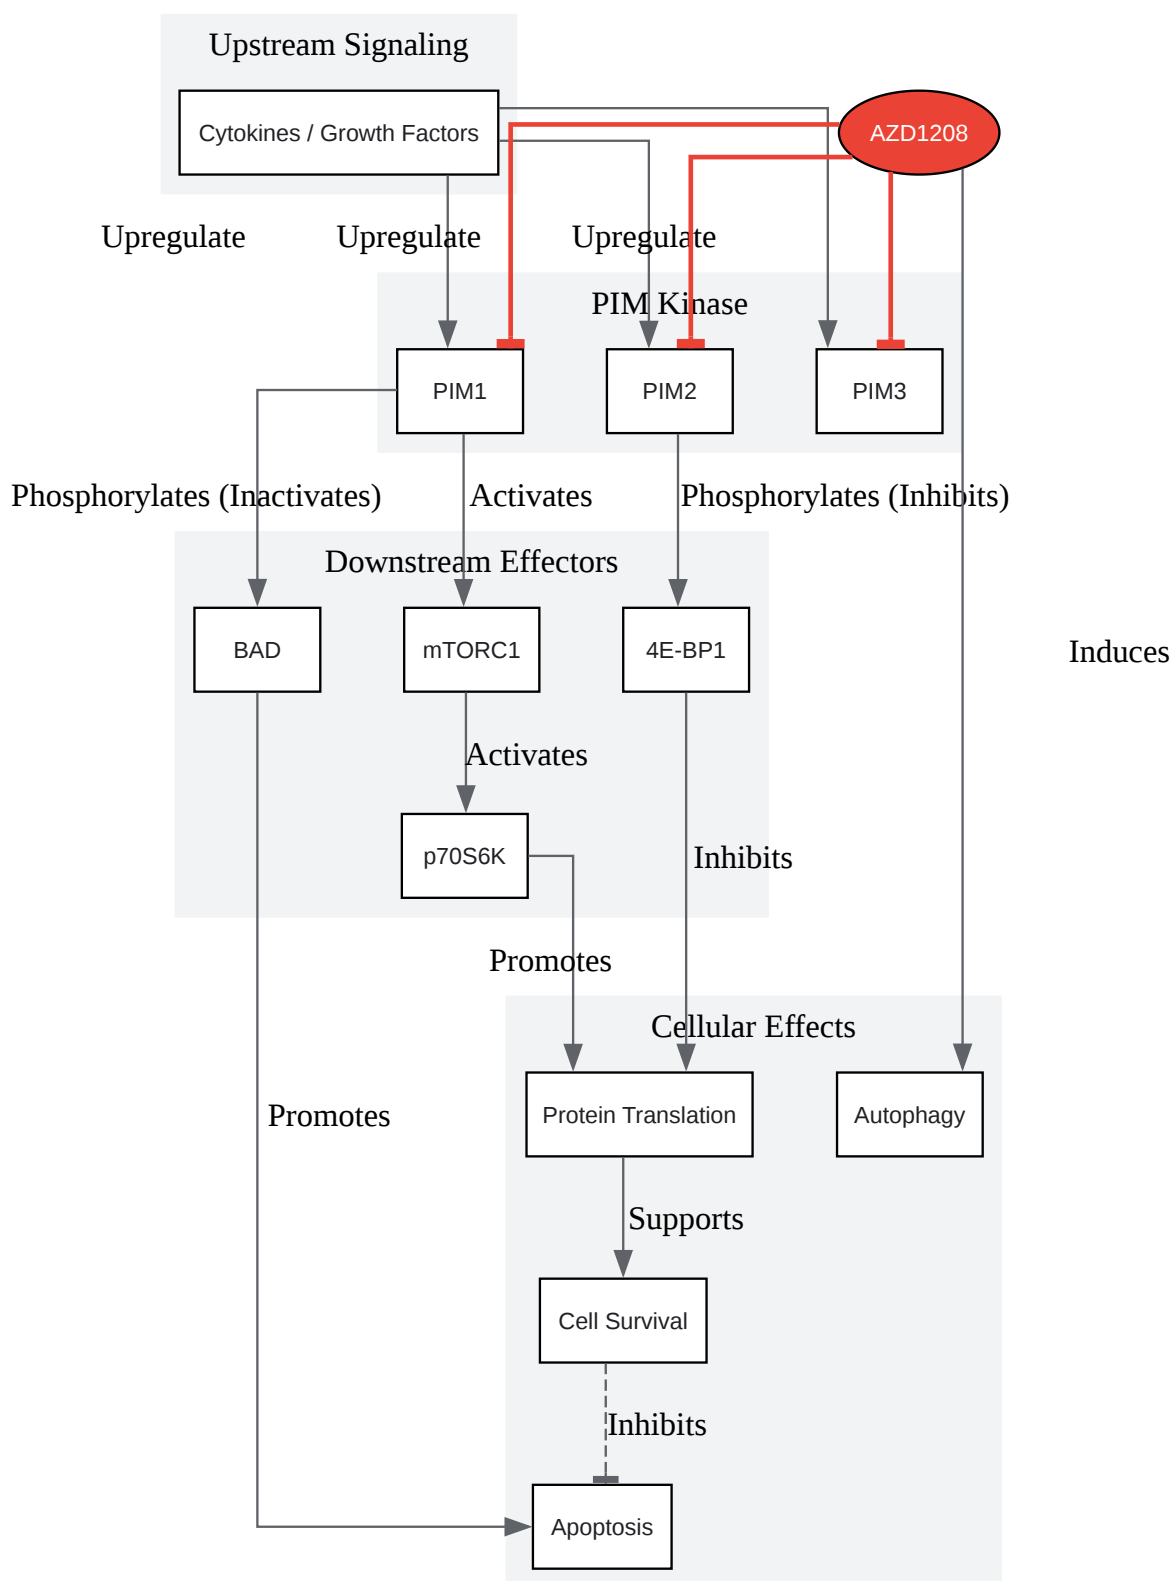 Upstream Signaling
Cytokines / Growth Factors
AZD1208
Upregulate
Upregulate
Upregulate
PIM Kinase
PIM1
PIM2
PIM3
Phosphorylates (Inactivates)
Activates
Phosphorylates (Inhibits)
Downstream Effectors
BAD
mTORC1
4E-BP1
Induces
Activates
p70S6K
Inhibits
Promotes
Cellular Effects
Promotes
Protein Translation
Autophagy
Supports
Cell Survival
Inhibits
Apoptosis